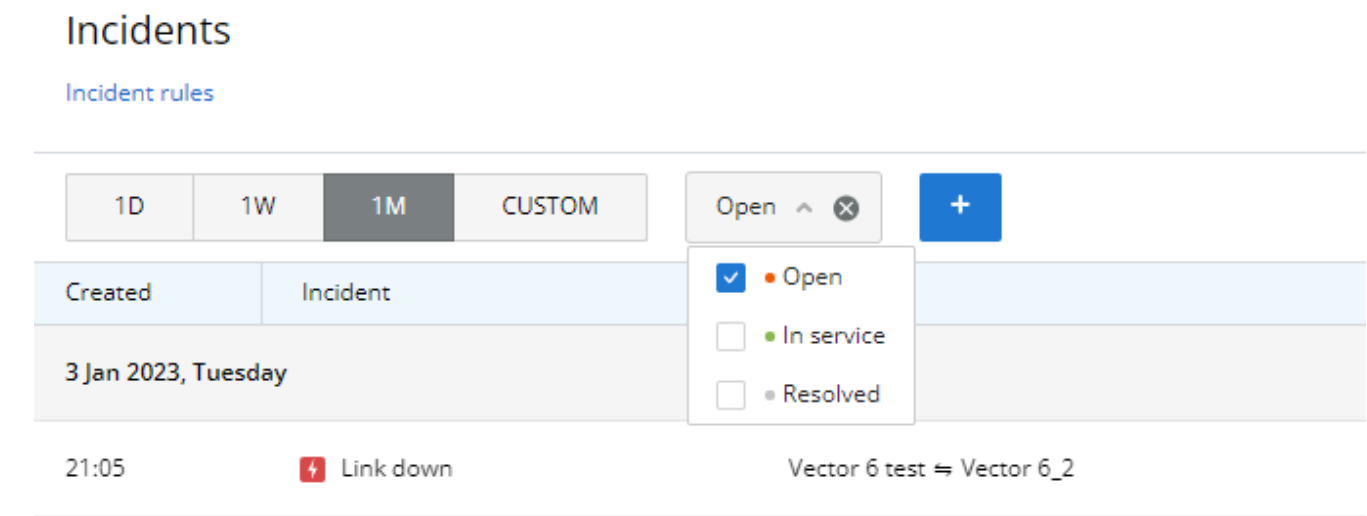 Incidents
Incident rules
1D 1W 1M CUSTOM Open +
Open
Created Incident
In service
3 Jan 2023, Tuesday
Resolved
21:05 Link down Vector 6 test ⇋ Vector 6_2